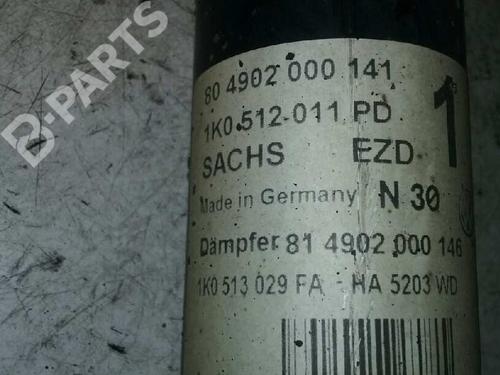 B-PARTS
80 4902 000 141
1K0 512-011 PD 1
SACHS EZD
Made in Germany N 30
Dämpfer 81 4902 000 146
1K0 513 029 FA - HA 5203 WD